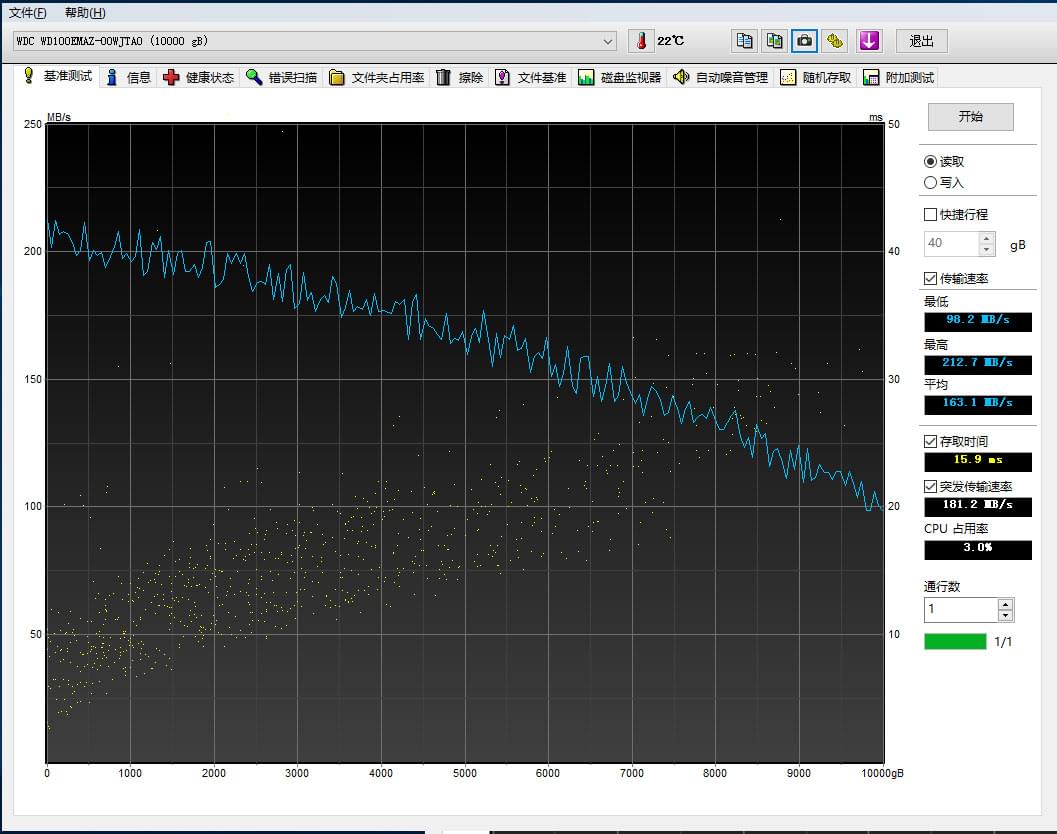 文件(F) 帮助(H)
WDC WD100EMAZ-00WJTA0 (10000 gB)
22℃
退出
基准测试 信息 健康状态 错误扫描 文件夹占用率 擦除 文件基准 磁盘监视器 自动噪音管理 随机存取 附加测试
MB/s
ms
250
200
150
100
50
50
40
30
20
10
0 1000 2000 3000 4000 5000 6000 7000 8000 9000 10000gB
开始
读取
写入
快捷行程
40 gB
传输速率
最低
98.2 MB/s
最高
212.7 MB/s
平均
163.1 MB/s
存取时间
15.9 ms
突发传输速率
181.2 MB/s
CPU 占用率
3.0%
通行数
1
1/1